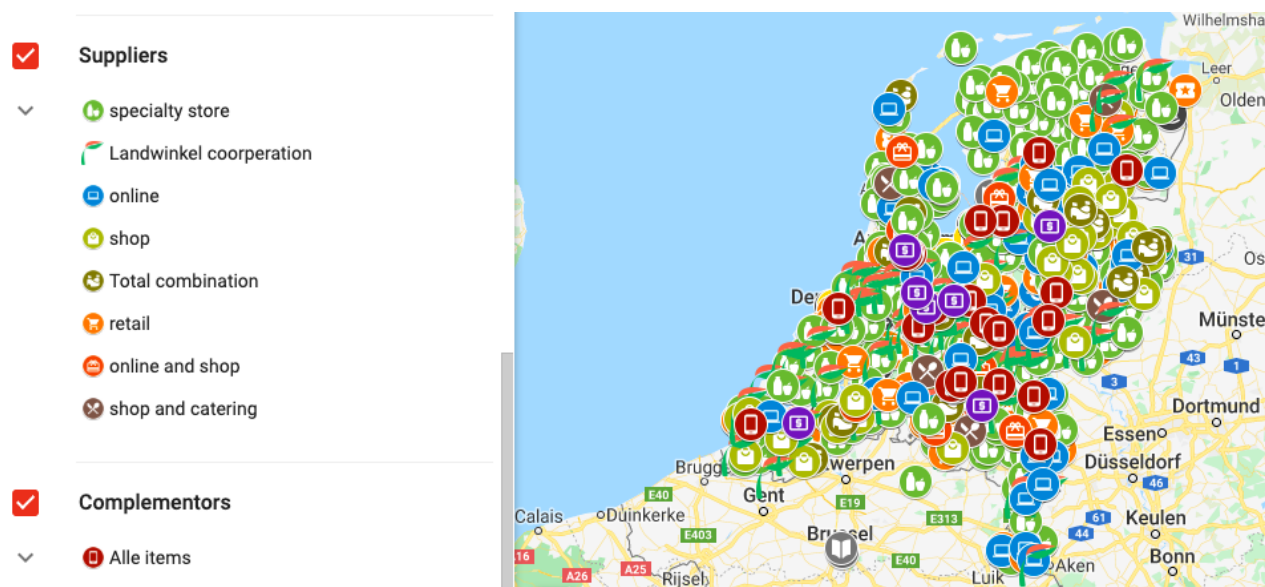 Suppliers
specialty store
Landwinkel coorperation
online
shop
Total combination
retail
online and shop
shop and catering
Complementors
Alle items
Wilhelmsha
Leer
Olden
31
Münste
43
1
3
Dortmund
Essen
Düsseldorf
46
Brugg
werpen
E40
Gent
E19
Calais
Duinkerke
E403
Brussel
E313
61
44
Keulen
16
A26
A25
Rijsel
E40
Luik
Aken
Bonn